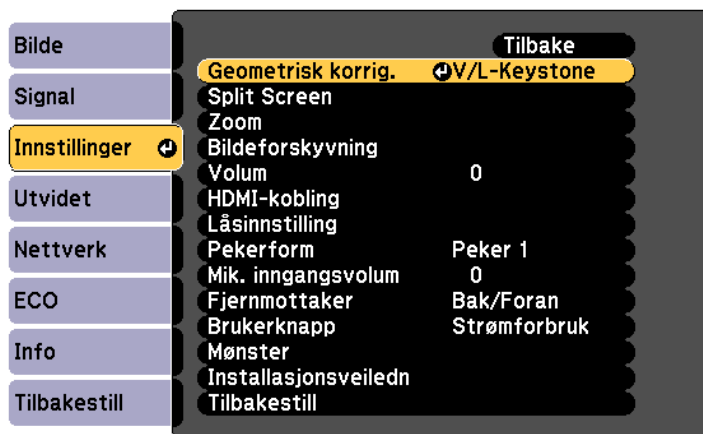 Bilde
Signal
Innstillinger
Utvidet
Nettverk
ECO
Info
Tilbakestill
Tilbake
Geometrisk korrig. V/L-Keystone
Split Screen
Zoom
Bildeforskyvning
Volum 0
HDMI-kobling
Låsinnstilling
Pekerform Peker 1
Mik. inngangsvolum 0
Fjernmottaker Bak/Foran
Brukerknapp Strømforbruk
Mønster
Installasjonsveiledn
Tilbakestill